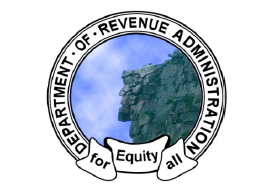 DEPARTMENT · OF · REVENUE ADMINISTRATION
for Equity all